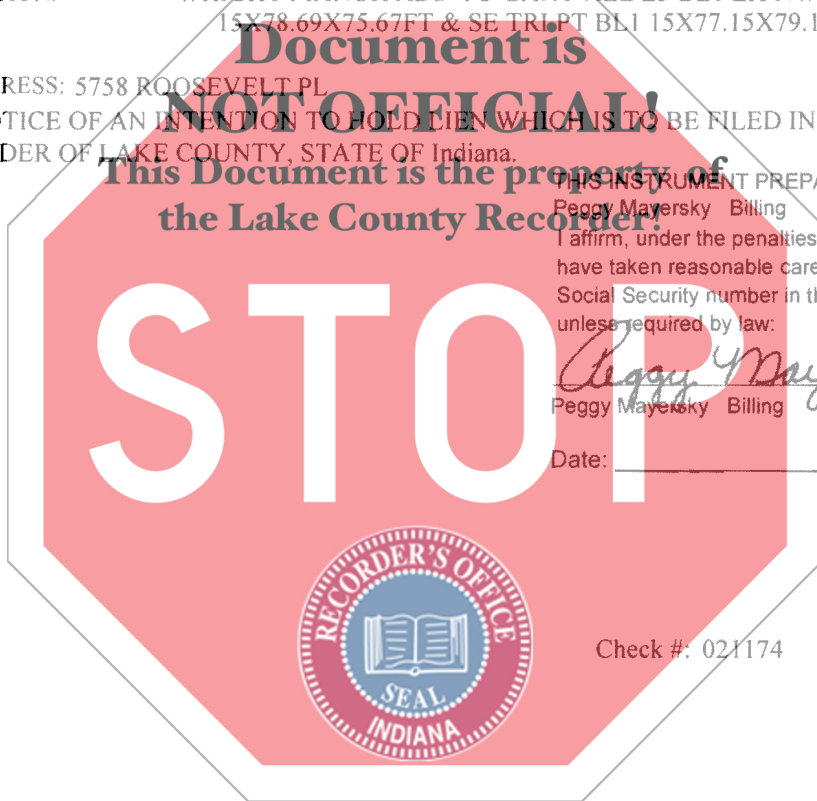 15X78.69X75.67FT & SE TRI.PT BL1 15X77.15X79.1
Document is
RESS: 5758 ROOSEVELT PL
NOT OFFICIAL!
TICE OF AN INTENTION TO HOLD LIEN WHICH IS TO BE FILED IN
DER OF LAKE COUNTY, STATE OF Indiana.
This Document is the property of
the Lake County Recorder!
THIS INSTRUMENT PREPA
Peggy Mayersky Billing
I affirm, under the penalties
have taken reasonable care
Social Security number in th
unless required by law:
Peggy May
Peggy Mayersky Billing
Date:
STOP
RECORDER'S OFFICE
SEAL
INDIANA
Check #: 021174